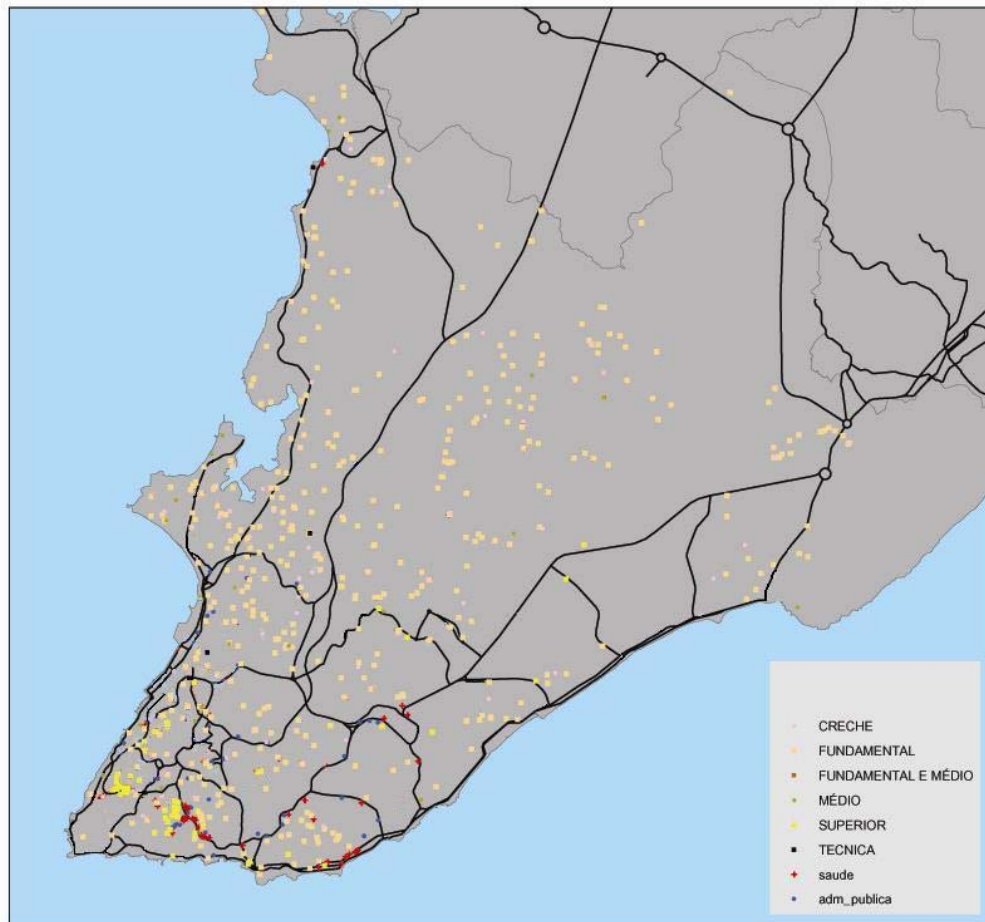 CRECHE
FUNDAMENTAL
FUNDAMENTAL E MÉDIO
MÉDIO
SUPERIOR
TECNICA
saude
adm_publica